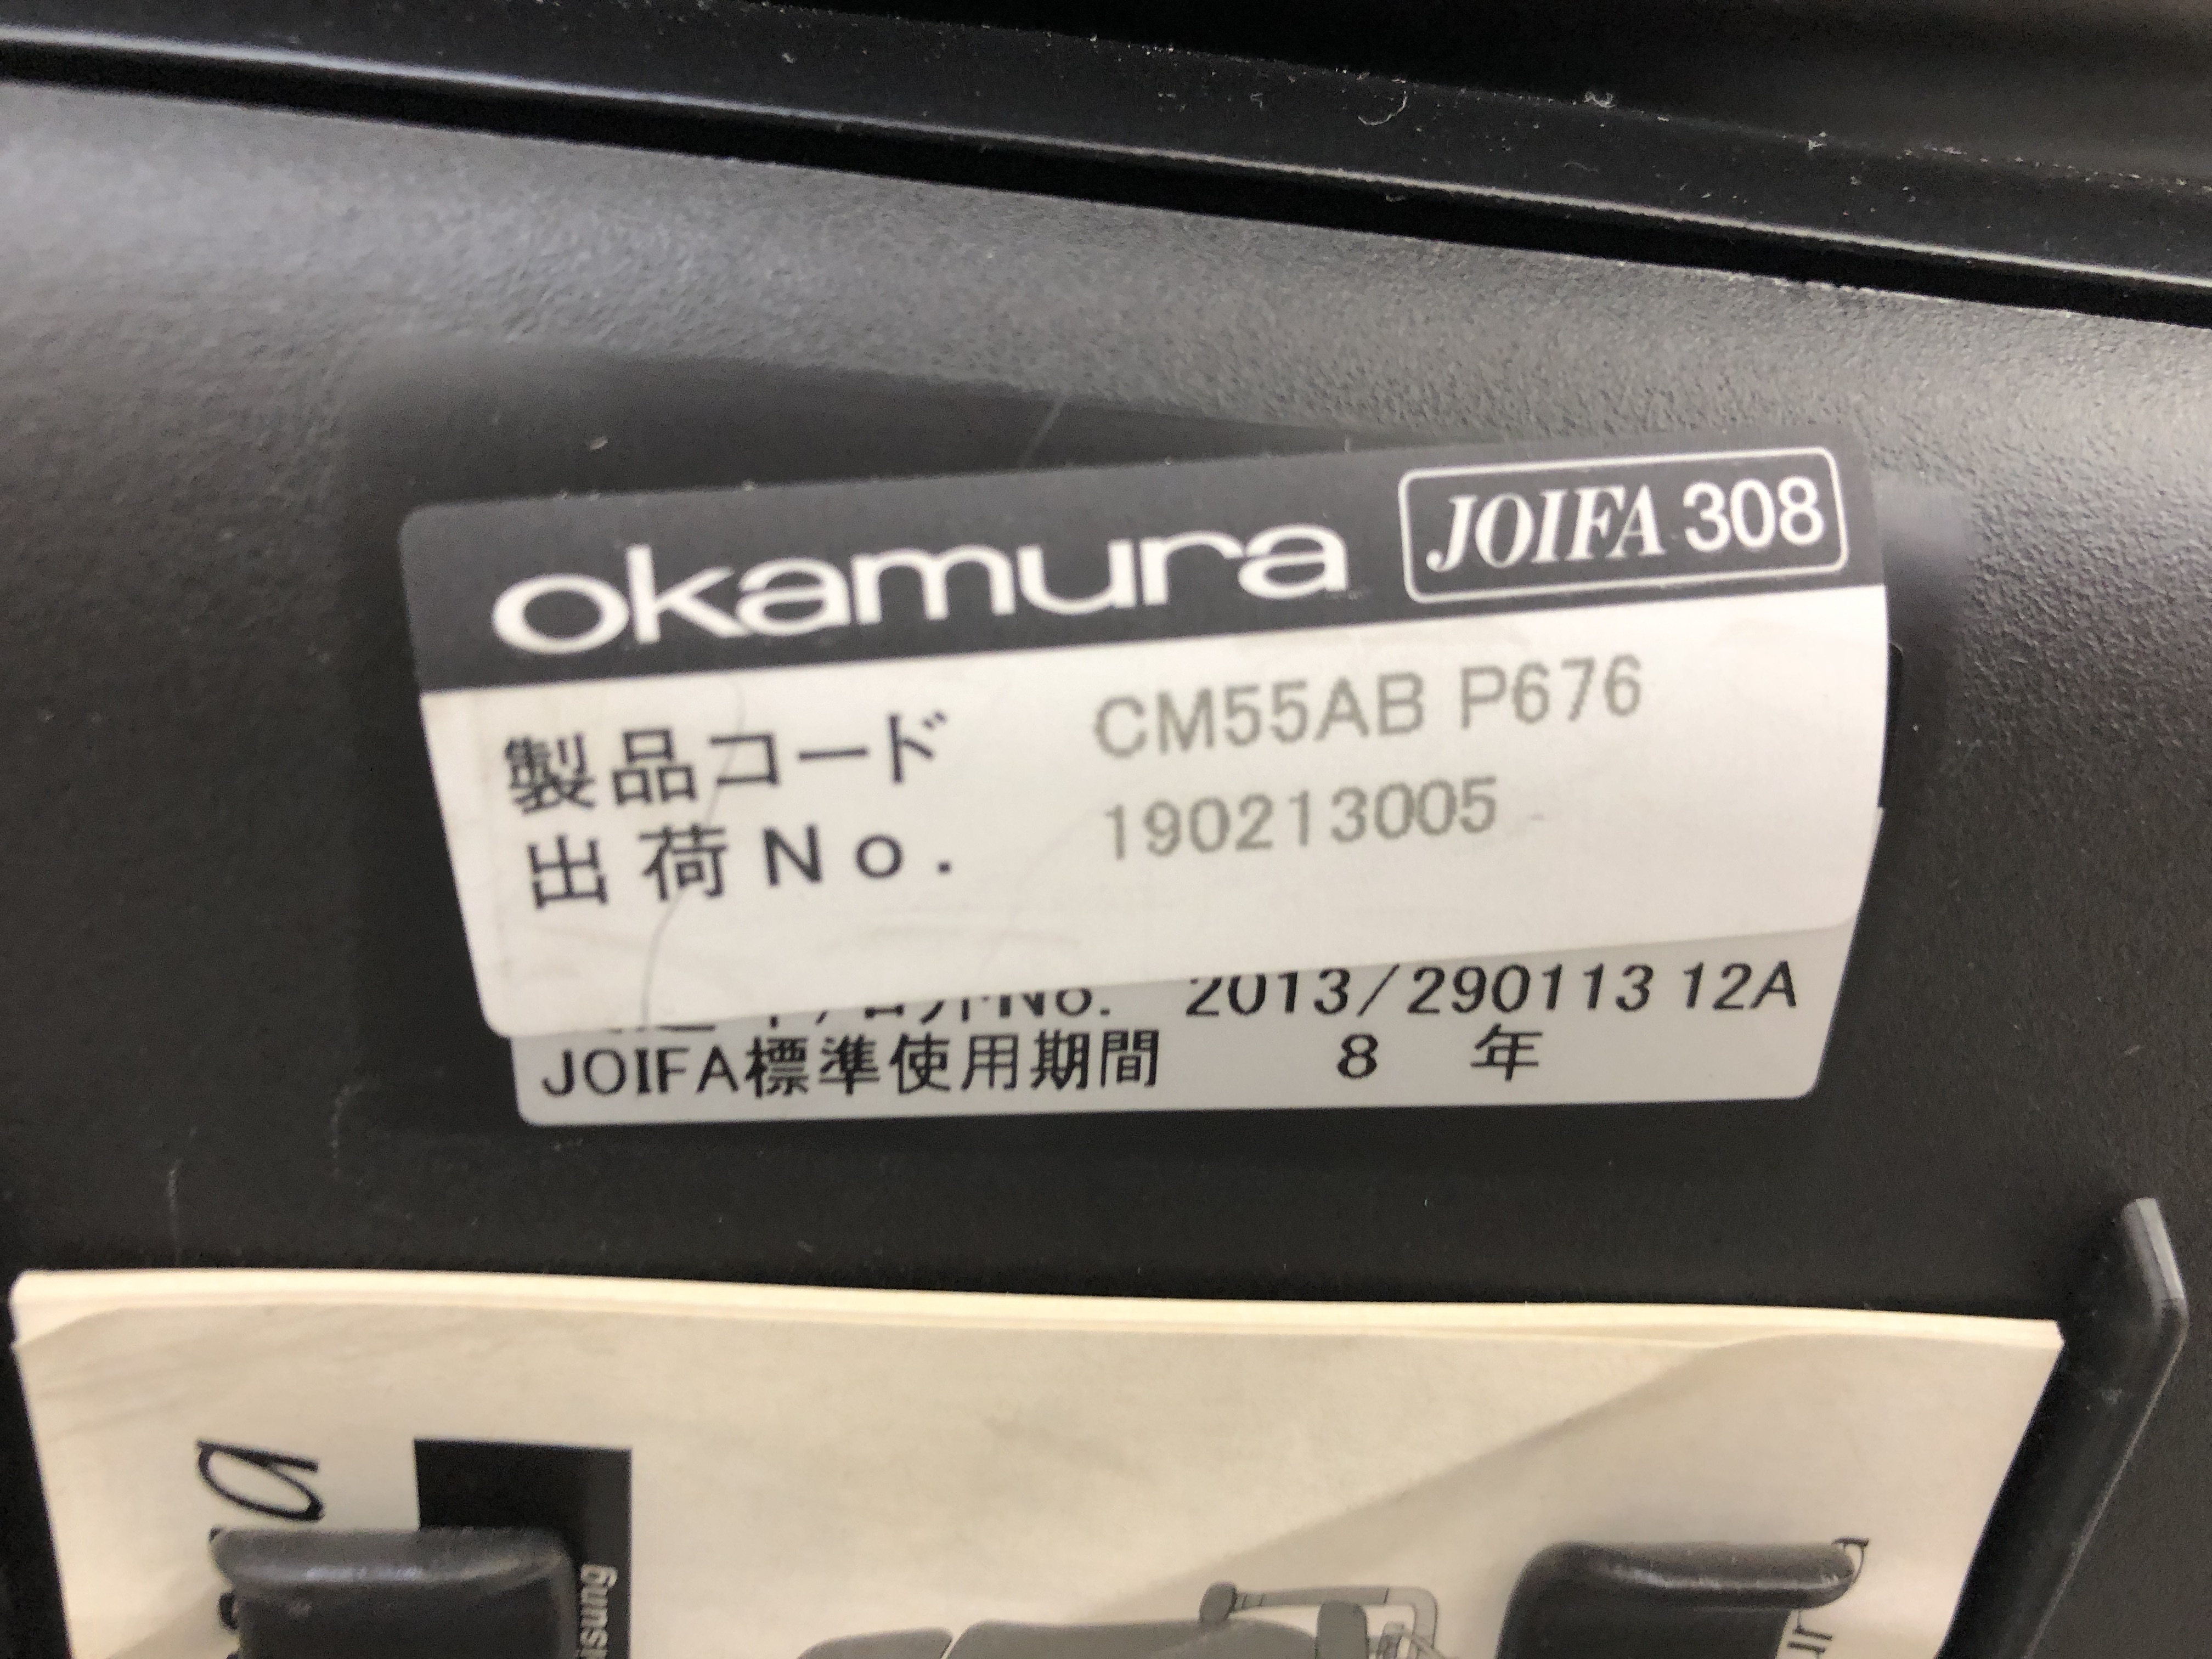 okamura JOIFA 308
製品コード CM55AB P676
出荷No. 190213005
No. 2013/290113 12A
JOIFA標準使用期間 8 年